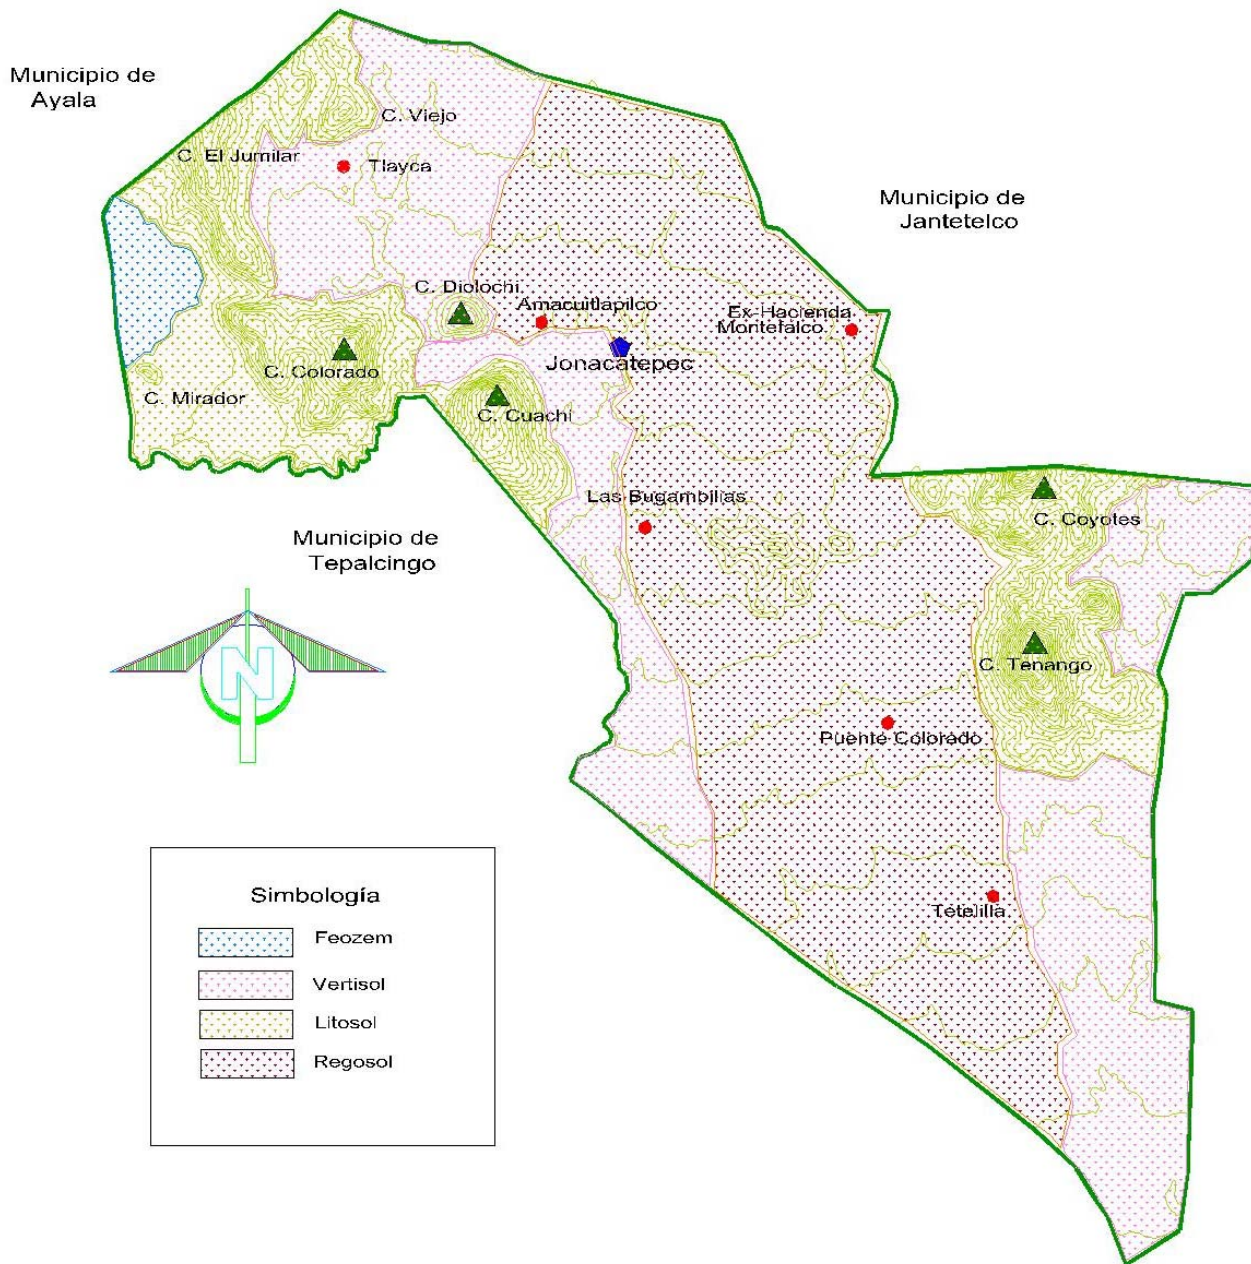 Municipio de
Ayala
C. Viejo
C. El Jumilar
Tlayca
Municipio de
Jantetelco
C. Diolochi
Amacuitlapilco
Ex-Hacienda
Montefalco
Jonacatepec
C. Colorado
C. Mirador
C. Cuachi
Las Bugambilias
C. Coyotes
Municipio de
Tepalcingo
N
C. Tenango
Puente Colorado
Tetelilla
Simbología
Feozem
Vertisol
Litosol
Regosol